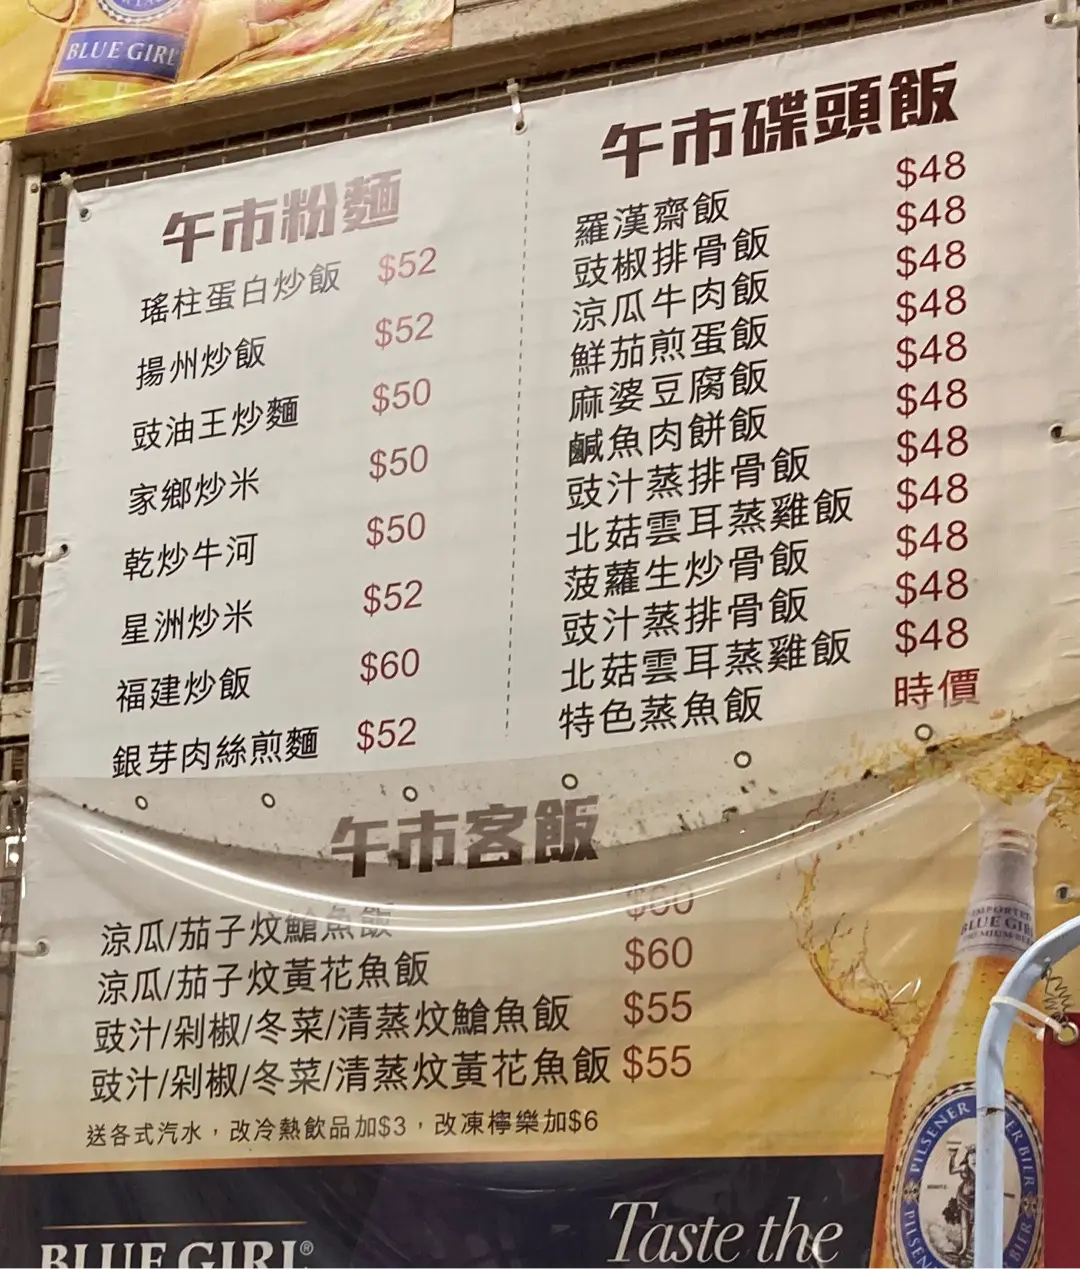 BLUE GIRL
午市粉麵
瑤柱蛋白炒飯 $52
揚州炒飯 $52
豉油王炒麵 $50
家鄉炒米 $50
乾炒牛河 $50
星洲炒米 $52
福建炒飯 $60
銀芽肉絲煎麵 $52
午市碟頭飯
羅漢齋飯 $48
豉椒排骨飯 $48
涼瓜牛肉飯 $48
鮮茄煎蛋飯 $48
麻婆豆腐飯 $48
鹹魚肉餅飯 $48
豉汁蒸排骨飯 $48
北菇雲耳蒸雞飯 $48
菠蘿生炒骨飯 $48
豉汁蒸排骨飯 $48
北菇雲耳蒸雞飯 $48
特色蒸魚飯 時價
午市客飯
涼瓜/茄子炆鱠魚飯 $60
涼瓜/茄子炆黃花魚飯 $60
豉汁/剁椒/冬菜/清蒸炆鱠魚飯 $55
豉汁/剁椒/冬菜/清蒸炆黃花魚飯 $55
送各式汽水，改冷熱飲品加$3，改凍檸樂加$6
IMPORTED
BLUE GIRL
PILSENER
BLUE GIRL®
Taste the